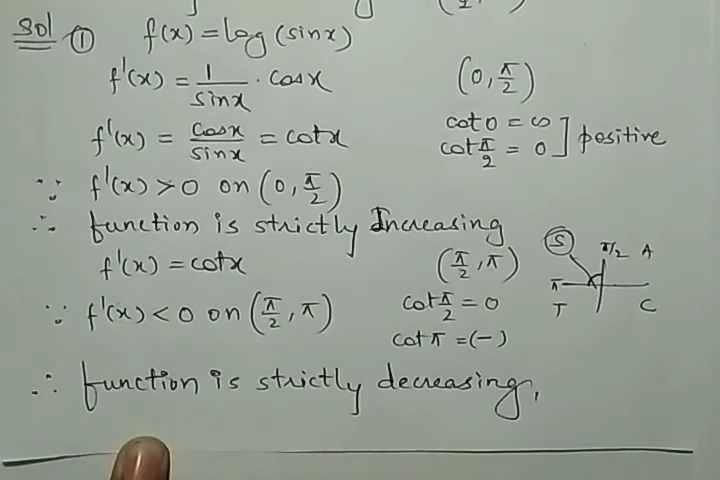 Sol ① f(x) = log(sinx)
f'(x) = 1/sinx · cosx (0, π/2)
f'(x) = cosx/sinx = cotx cot0 = ∞
cot π/2 = 0 ] positive
∵ f'(x) > 0 on (0, π/2)
∴ function is strictly Increasing
f'(x) = cotx (π/2, π)
S π/2 A
π T C
∵ f'(x) < 0 on (π/2, π) cot π/2 = 0
cot π = (-)
∴ function is strictly decreasing,